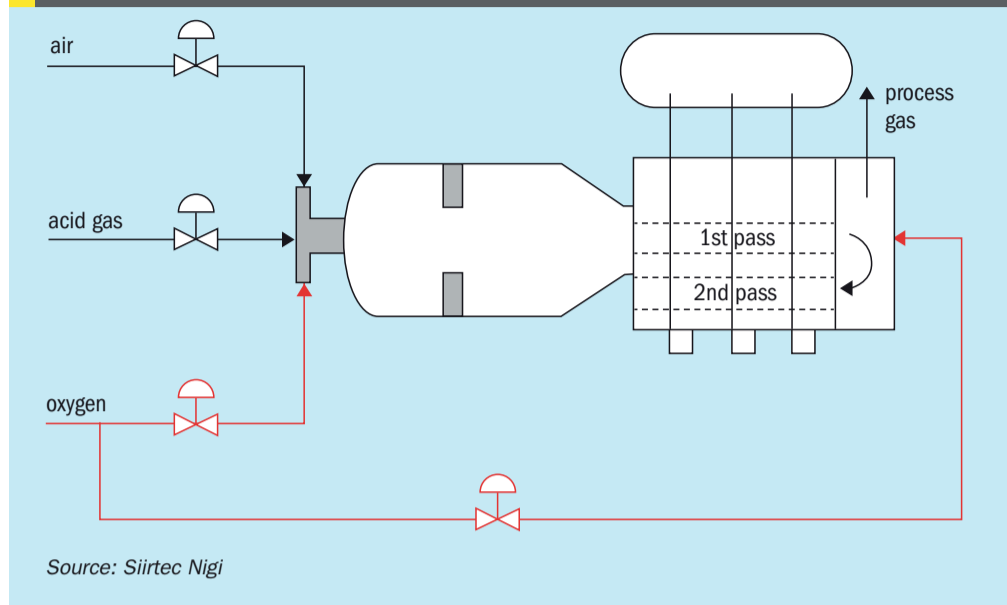 air
process
gas
acid gas
1st pass
2nd pass
oxygen
Source: Siirtec Nigi